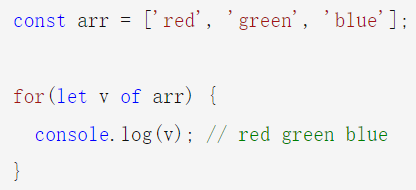 const arr = ['red', 'green', 'blue'];
for(let v of arr) {
  console.log(v); // red green blue
}